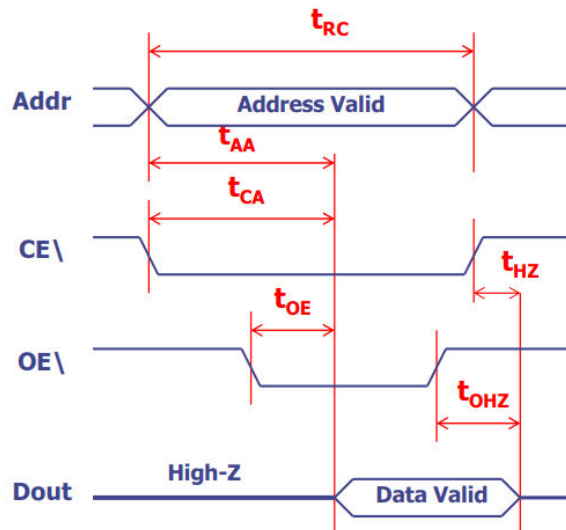 tRC
Addr
Address Valid
tAA
tCA
CE\
tHZ
tOE
OE\
tOHZ
High-Z
Dout
Data Valid